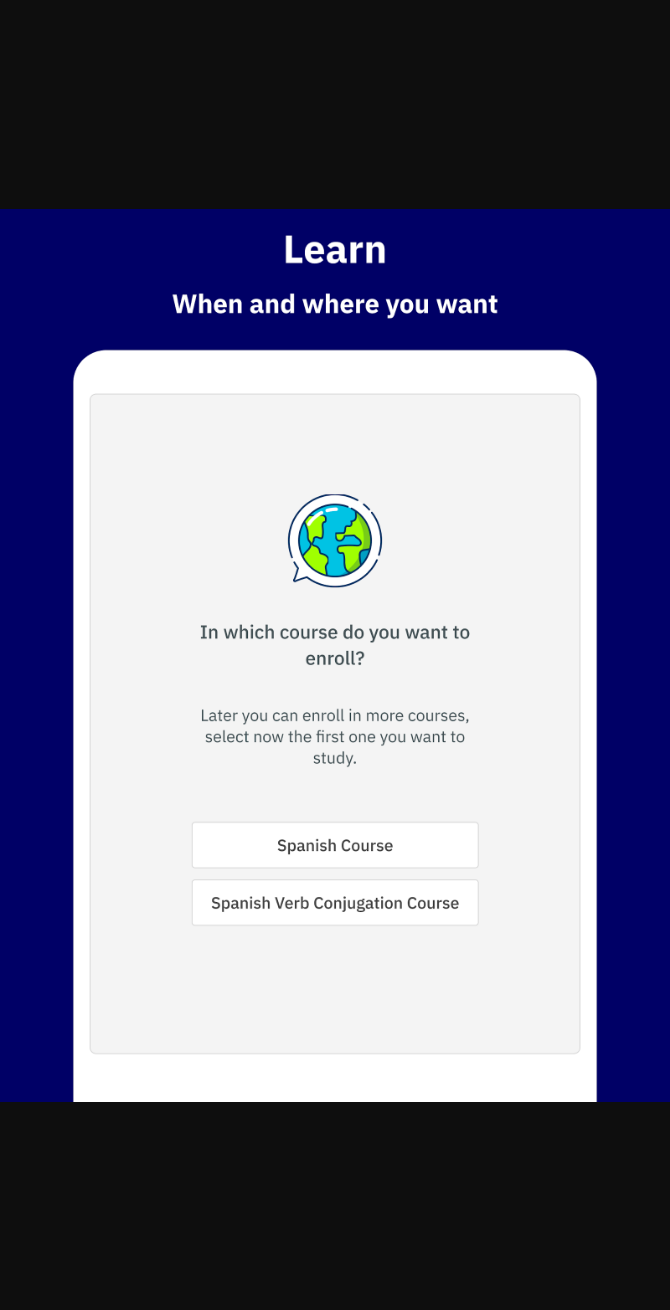 Learn
When and where you want
In which course do you want to
enroll?
Later you can enroll in more courses,
select now the first one you want to
study.
Spanish Course
Spanish Verb Conjugation Course